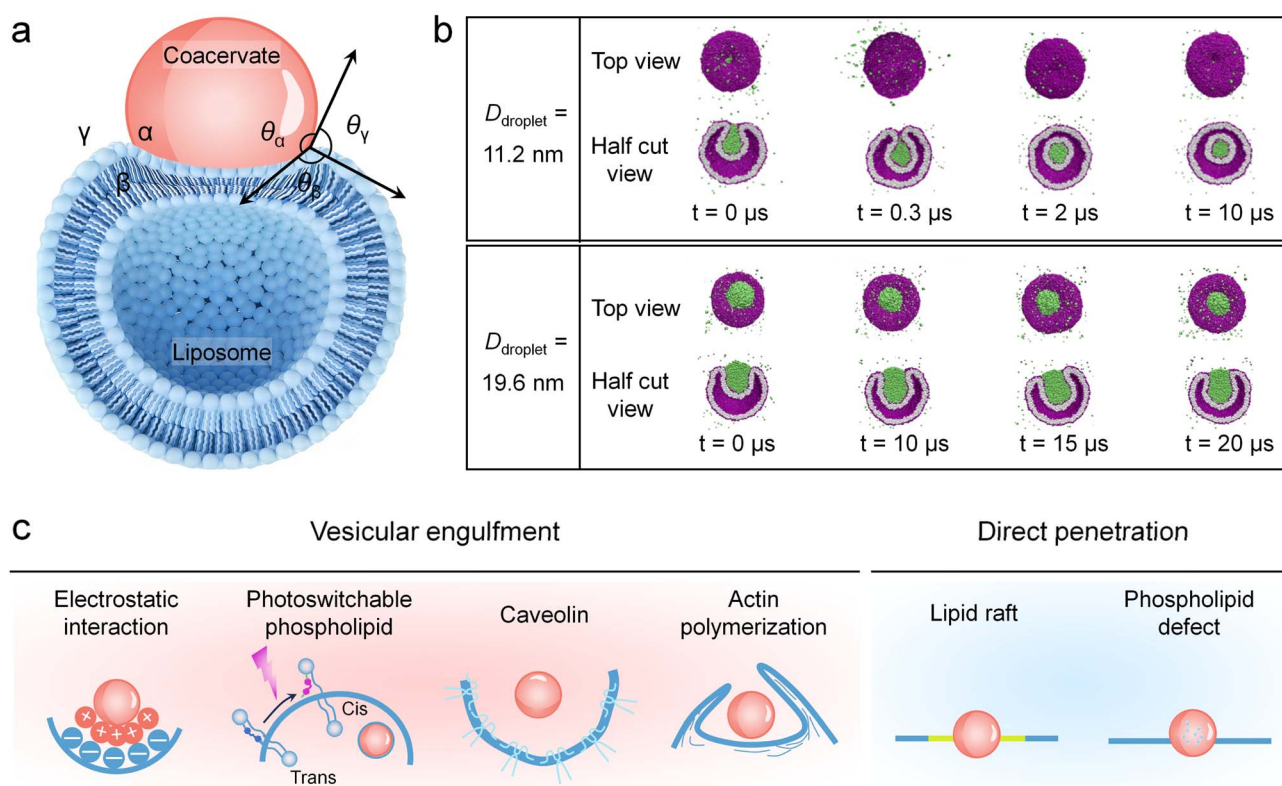 a
Coacervate
γ
α
θα
θγ
β
θβ
Liposome
b
Ddroplet =
11.2 nm
Top view
Half cut
view
t = 0 μs
t = 0.3 μs
t = 2 μs
t = 10 μs
Ddroplet =
19.6 nm
Top view
Half cut
view
t = 0 μs
t = 10 μs
t = 15 μs
t = 20 μs
c
Vesicular engulfment
Direct penetration
Electrostatic
interaction
Photoswitchable
phospholipid
Caveolin
Actin
polymerization
Lipid raft
Phospholipid
defect
+ + + + +
− − − − −
Cis
Trans